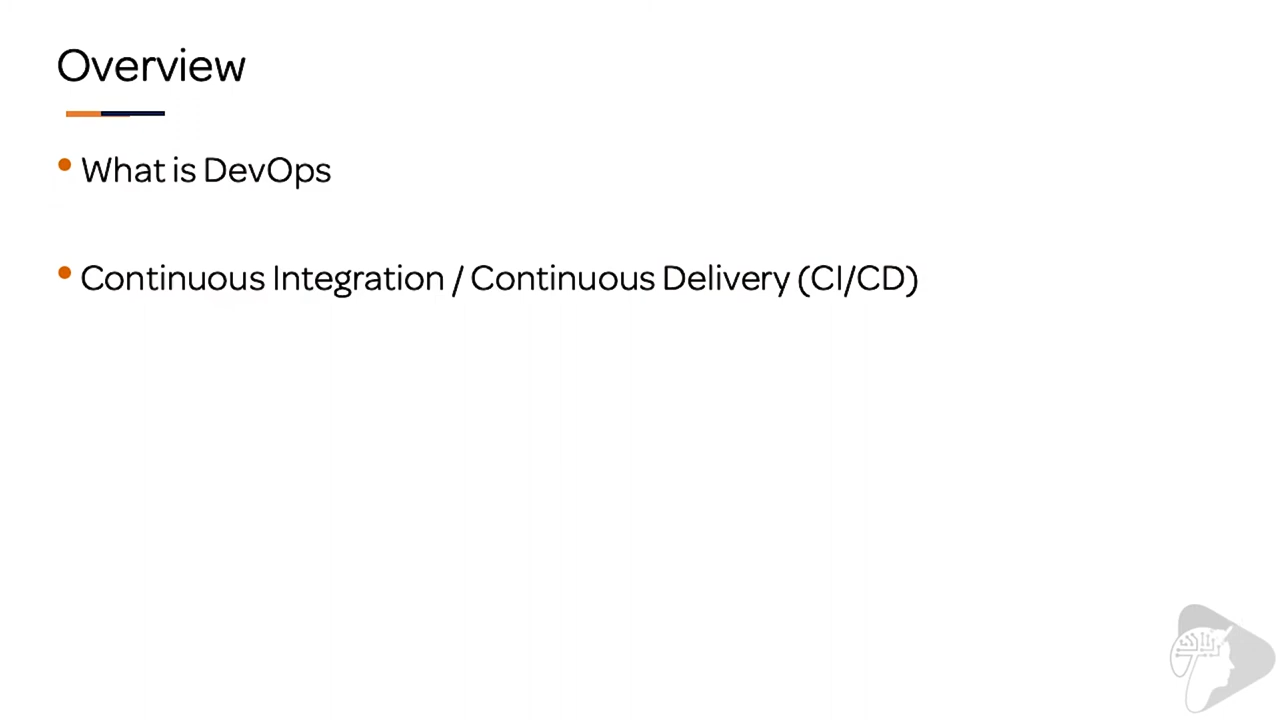 Overview
• What is DevOps
• Continuous Integration / Continuous Delivery (CI/CD)